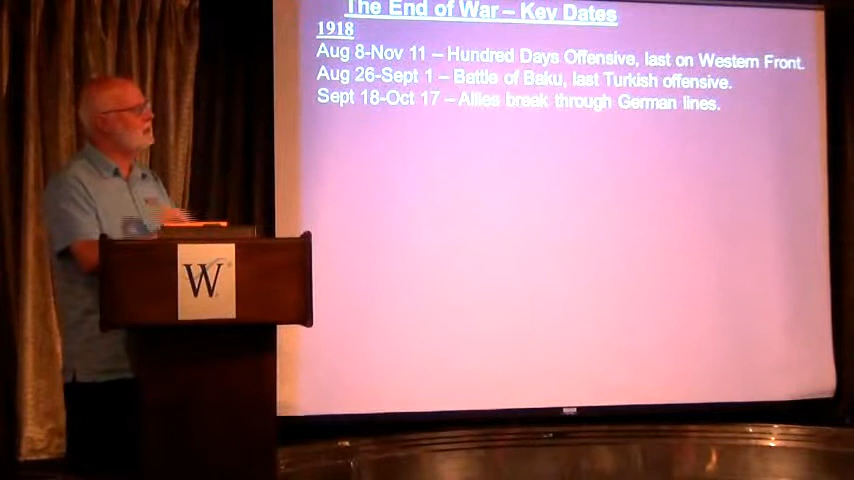 The End of War – Key Dates
1918
Aug 8-Nov 11 – Hundred Days Offensive, last on Western Front.
Aug 26-Sept 1 – Battle of Baku, last Turkish offensive.
Sept 18-Oct 17 – Allies break through German lines.
W